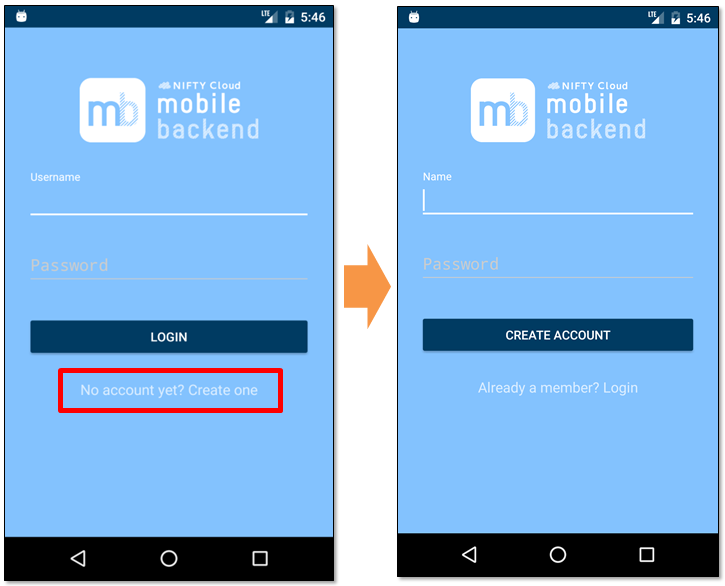 LTE 5:46
NIFTY Cloud
mb mobile
backend
Username
Password
LOGIN
No account yet? Create one
LTE 5:46
NIFTY Cloud
mb mobile
backend
Name
Password
CREATE ACCOUNT
Already a member? Login